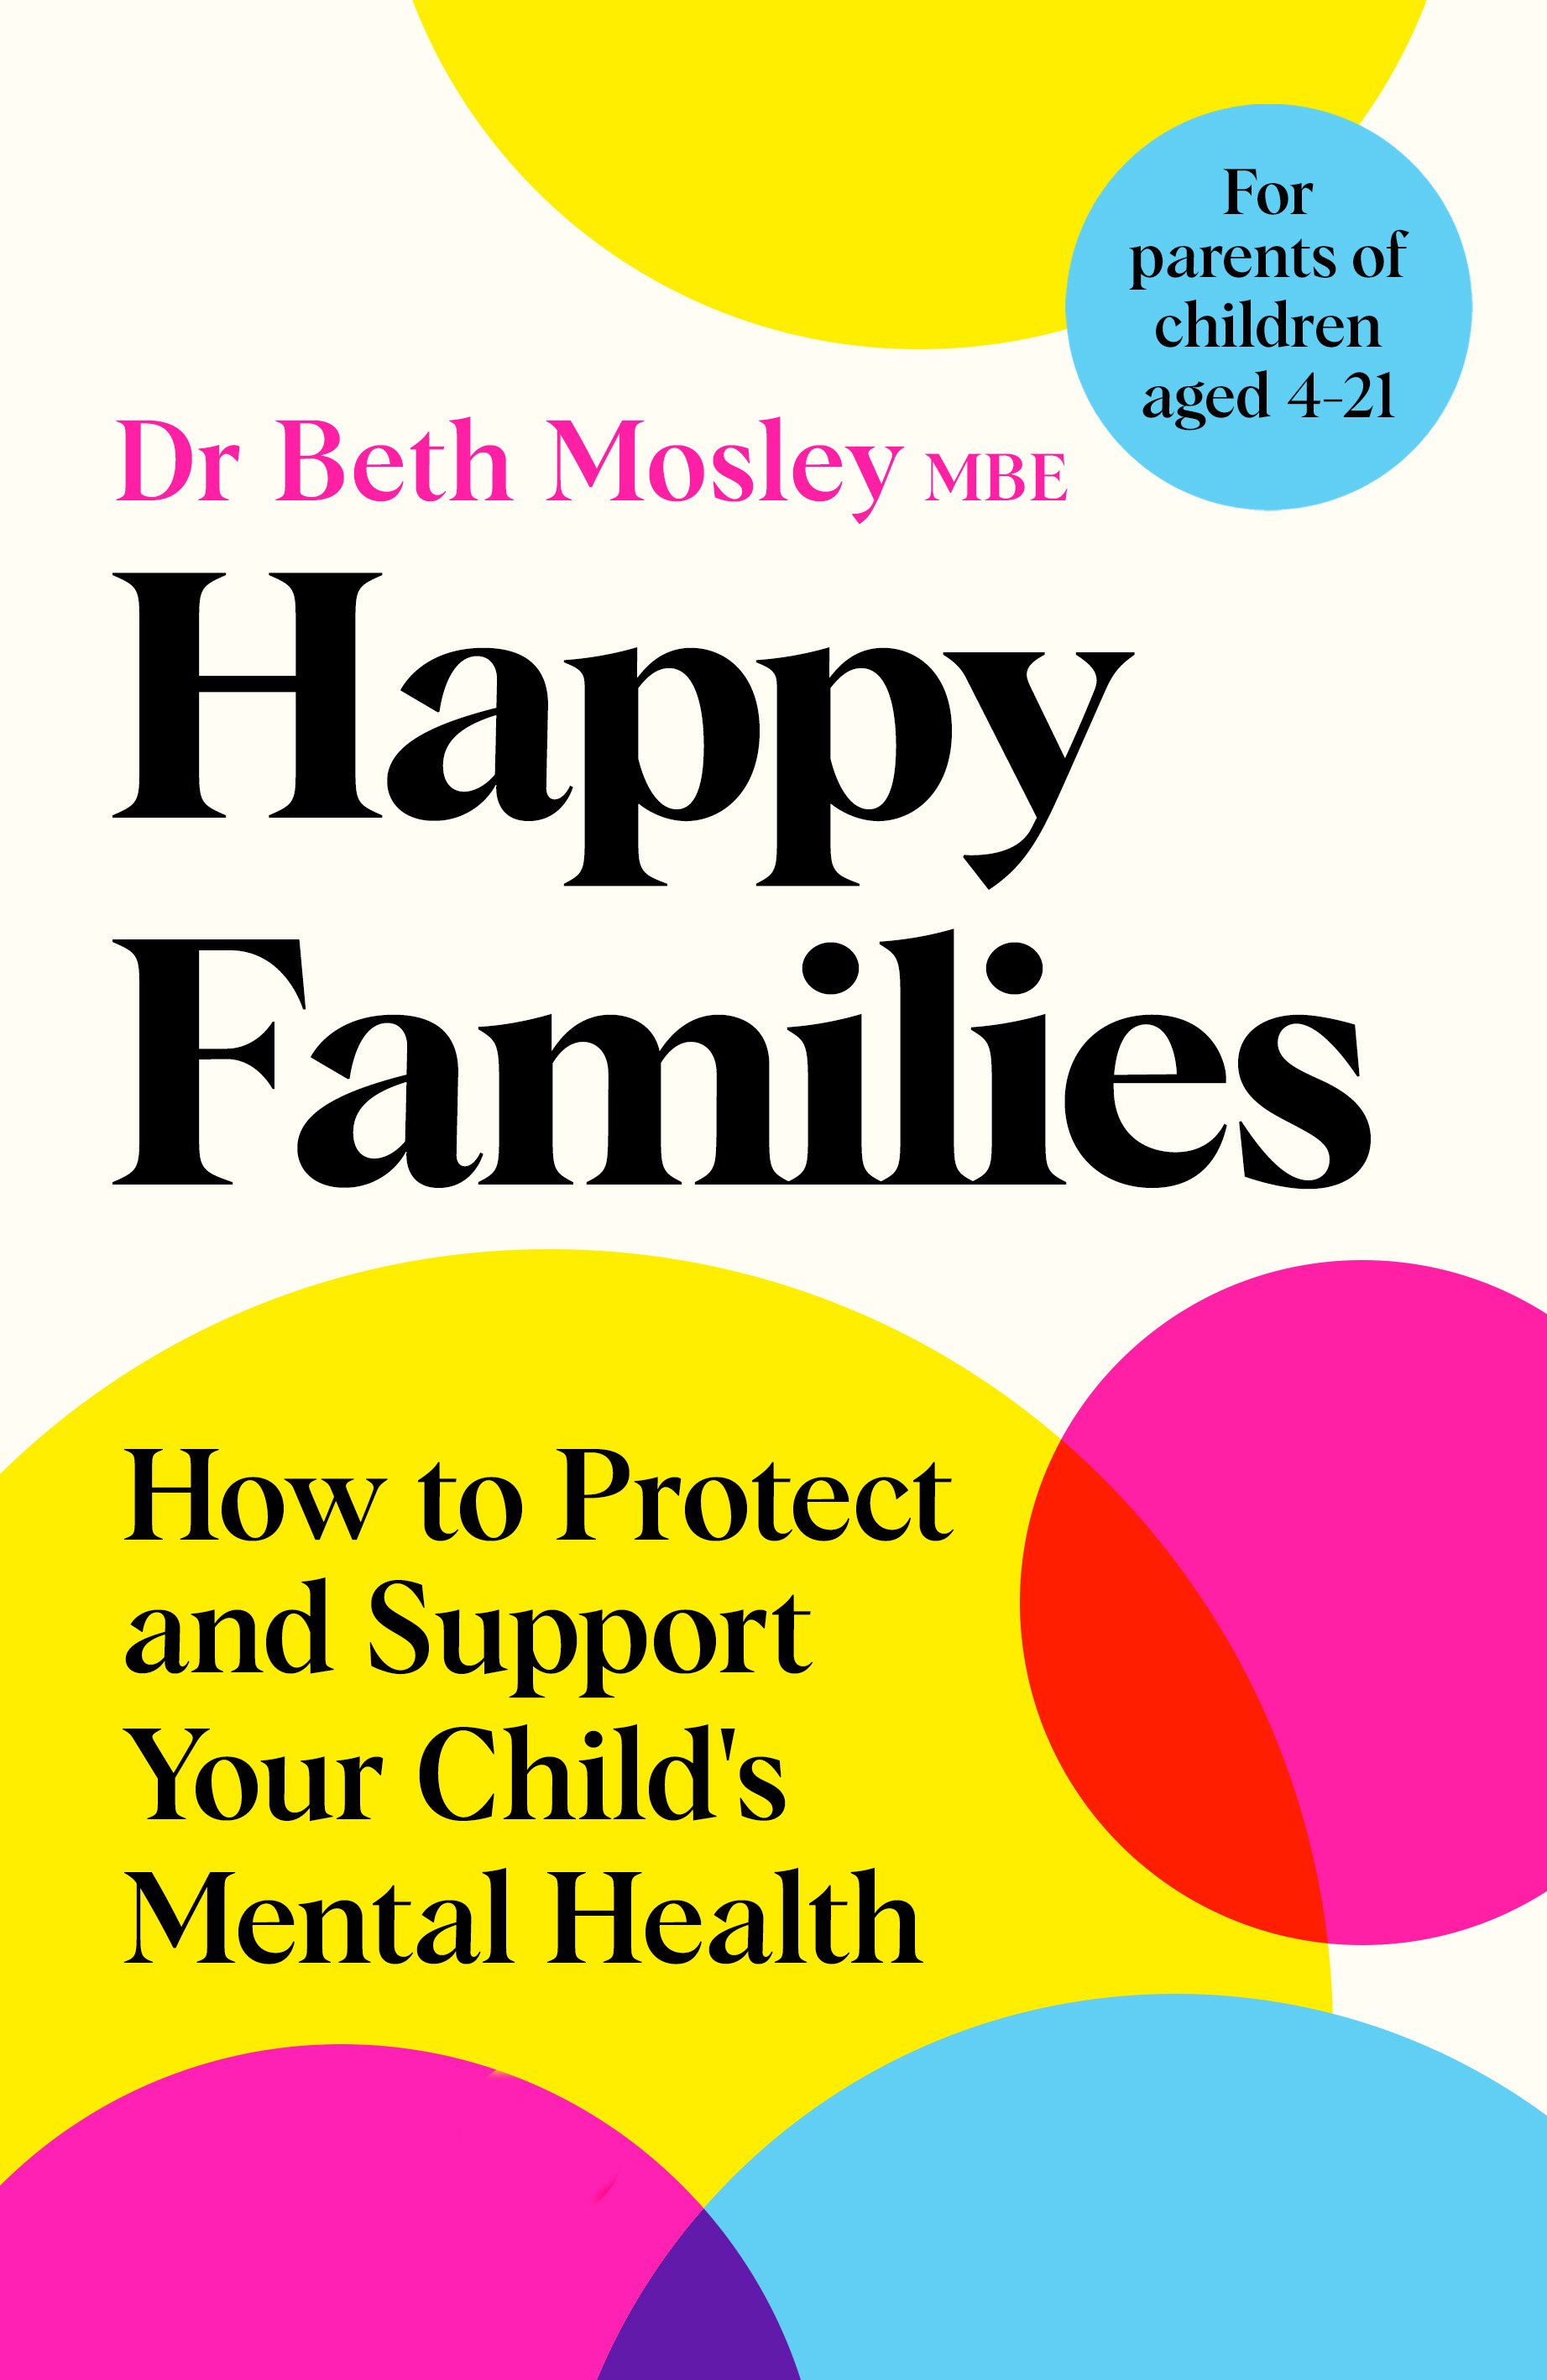 For
parents of
children
aged 4-21
Dr Beth Mosley MBE
Happy
Families
How to Protect
and Support
Your Child's
Mental Health